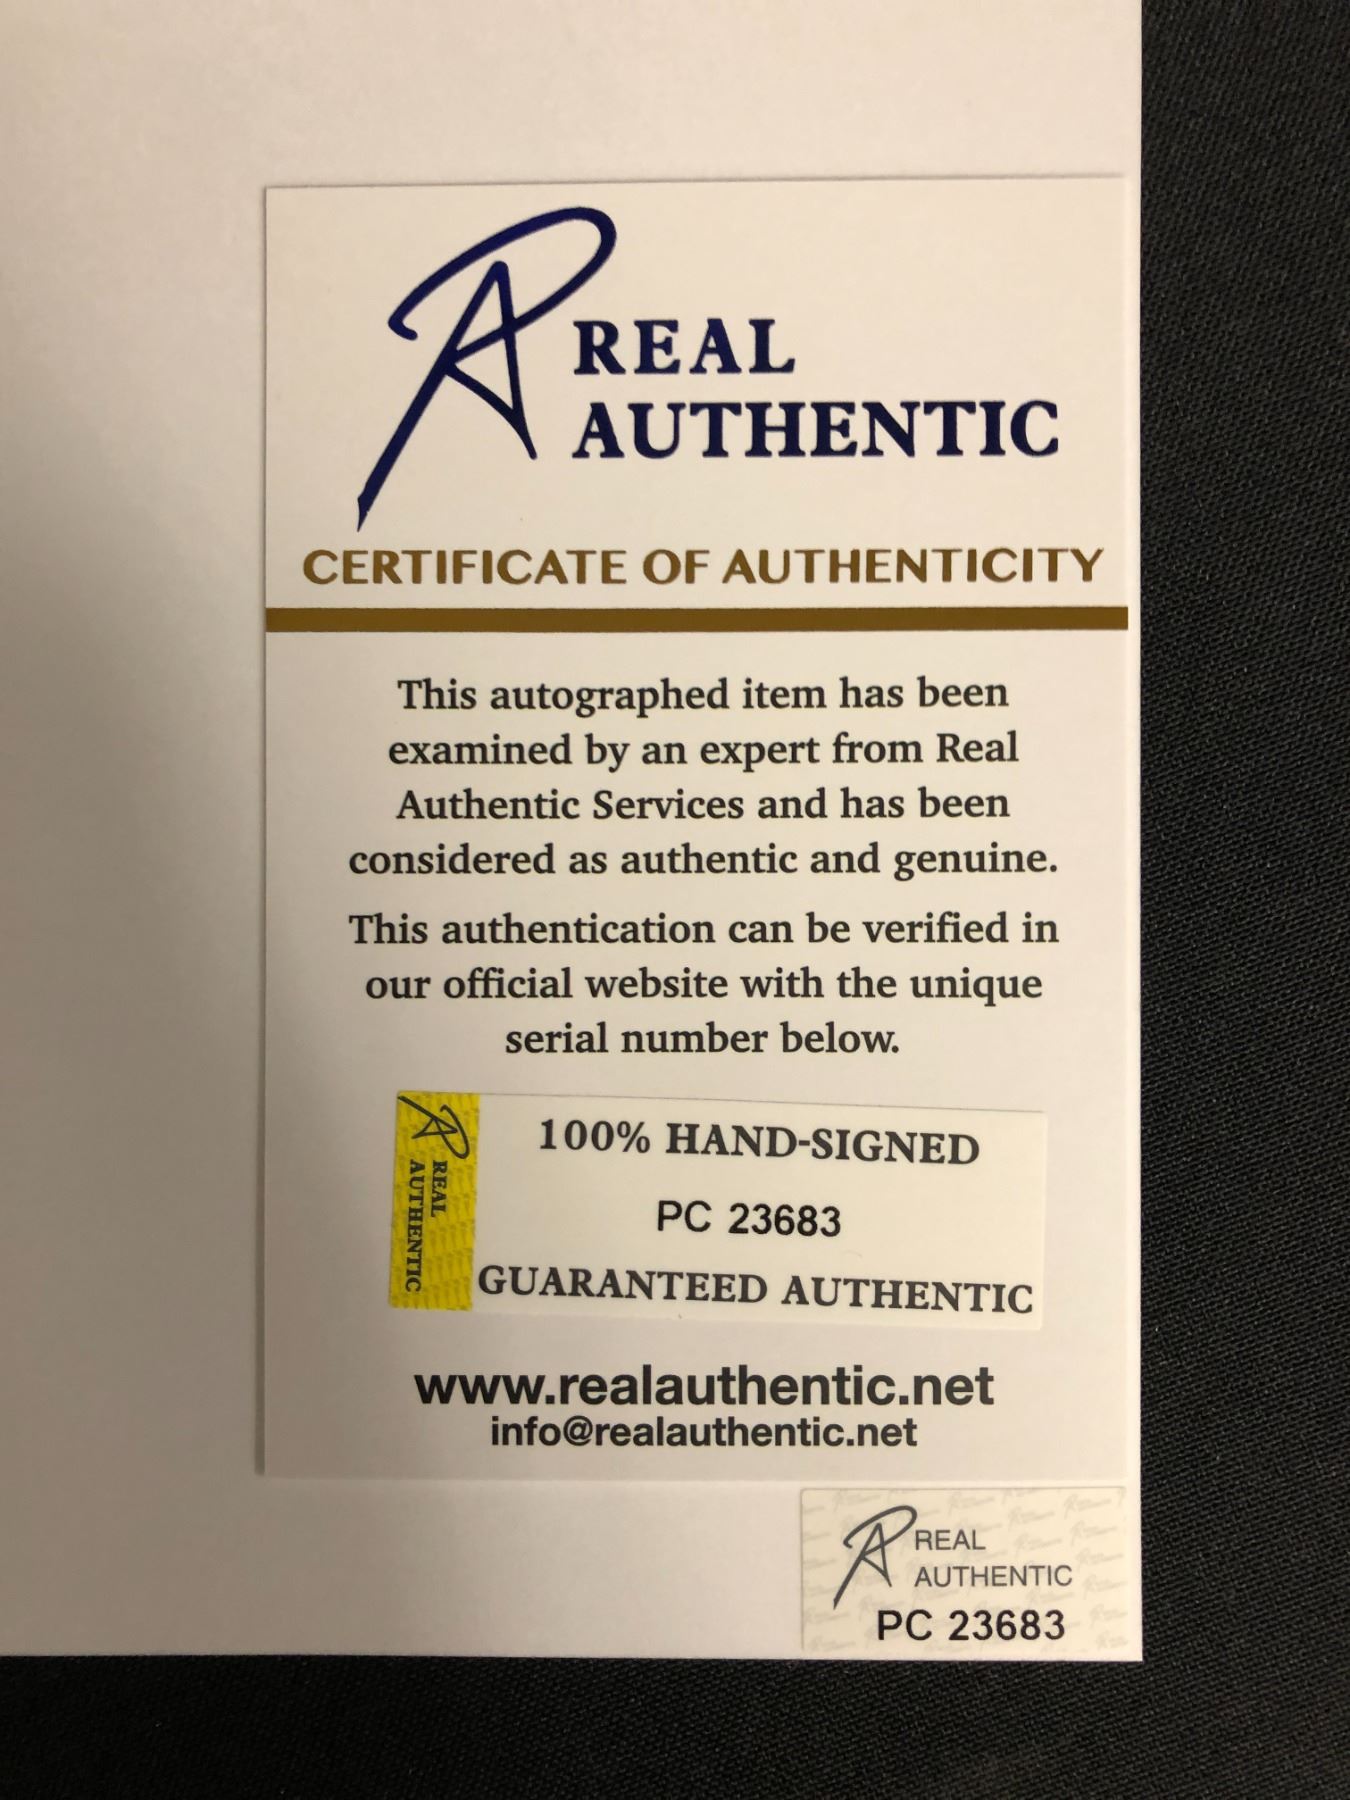 REAL
AUTHENTIC
CERTIFICATE OF AUTHENTICITY
This autographed item has been
examined by an expert from Real
Authentic Services and has been
considered as authentic and genuine.
This authentication can be verified in
our official website with the unique
serial number below.
REAL
AUTHENTIC
100% HAND-SIGNED
PC 23683
GUARANTEED AUTHENTIC
www.realauthentic.net
info@realauthentic.net
REAL
AUTHENTIC
PC 23683